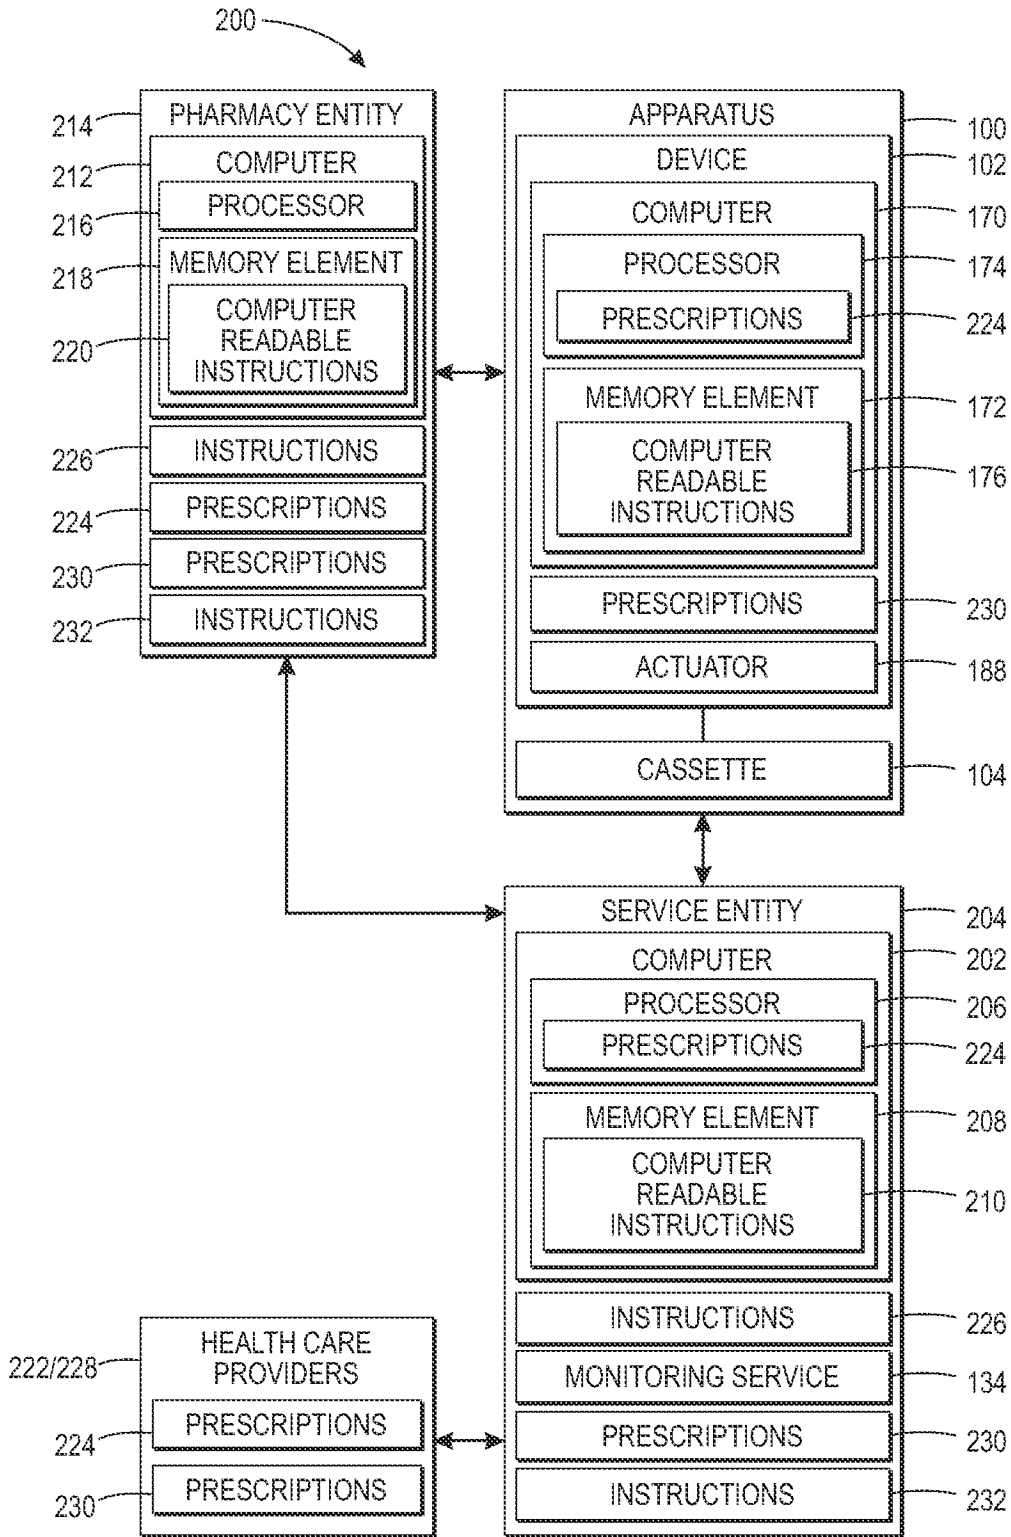 200
PHARMACY ENTITY
214
COMPUTER
212
PROCESSOR
216
MEMORY ELEMENT
218
COMPUTER
READABLE
INSTRUCTIONS
220
INSTRUCTIONS
226
PRESCRIPTIONS
224
PRESCRIPTIONS
230
INSTRUCTIONS
232
APPARATUS
100
DEVICE
102
COMPUTER
170
PROCESSOR
174
PRESCRIPTIONS
224
MEMORY ELEMENT
172
COMPUTER
READABLE
INSTRUCTIONS
176
PRESCRIPTIONS
230
ACTUATOR
188
CASSETTE
104
SERVICE ENTITY
204
COMPUTER
202
PROCESSOR
206
PRESCRIPTIONS
224
MEMORY ELEMENT
208
COMPUTER
READABLE
INSTRUCTIONS
210
INSTRUCTIONS
226
MONITORING SERVICE
134
PRESCRIPTIONS
230
INSTRUCTIONS
232
HEALTH CARE
PROVIDERS
222/228
PRESCRIPTIONS
224
PRESCRIPTIONS
230